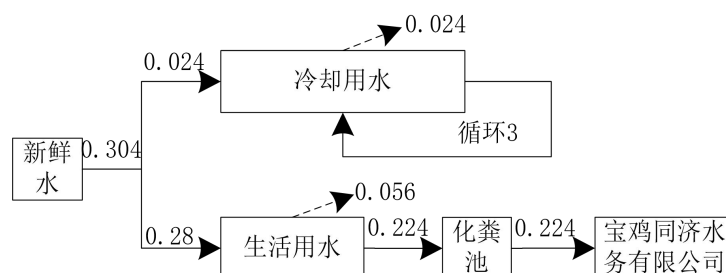 0.024
0.024
冷却用水
循环3
新鲜
水
0.304
0.056
0.28
生活用水
0.224
化粪
池
0.224
宝鸡同济水
务有限公司